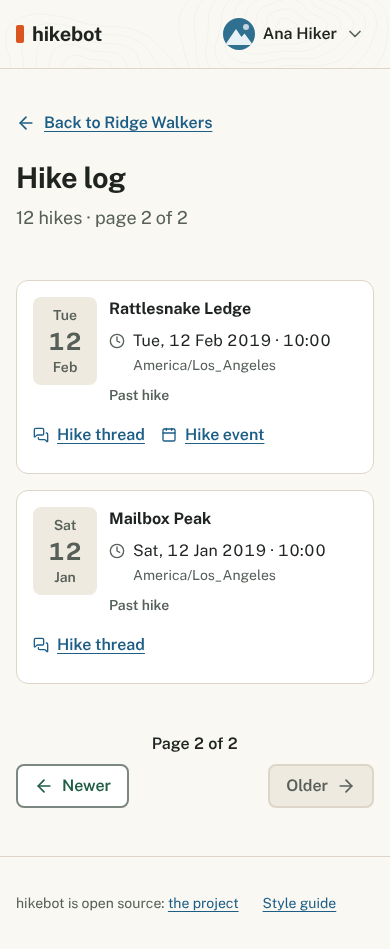 hikebot
Ana Hiker
Back to Ridge Walkers
Hike log
12 hikes · page 2 of 2
Tue
12
Feb
Rattlesnake Ledge
Tue, 12 Feb 2019 · 10:00
America/Los_Angeles
Past hike
Hike thread
Hike event
Sat
12
Jan
Mailbox Peak
Sat, 12 Jan 2019 · 10:00
America/Los_Angeles
Past hike
Hike thread
Page 2 of 2
Newer
Older
hikebot is open source: the project
Style guide